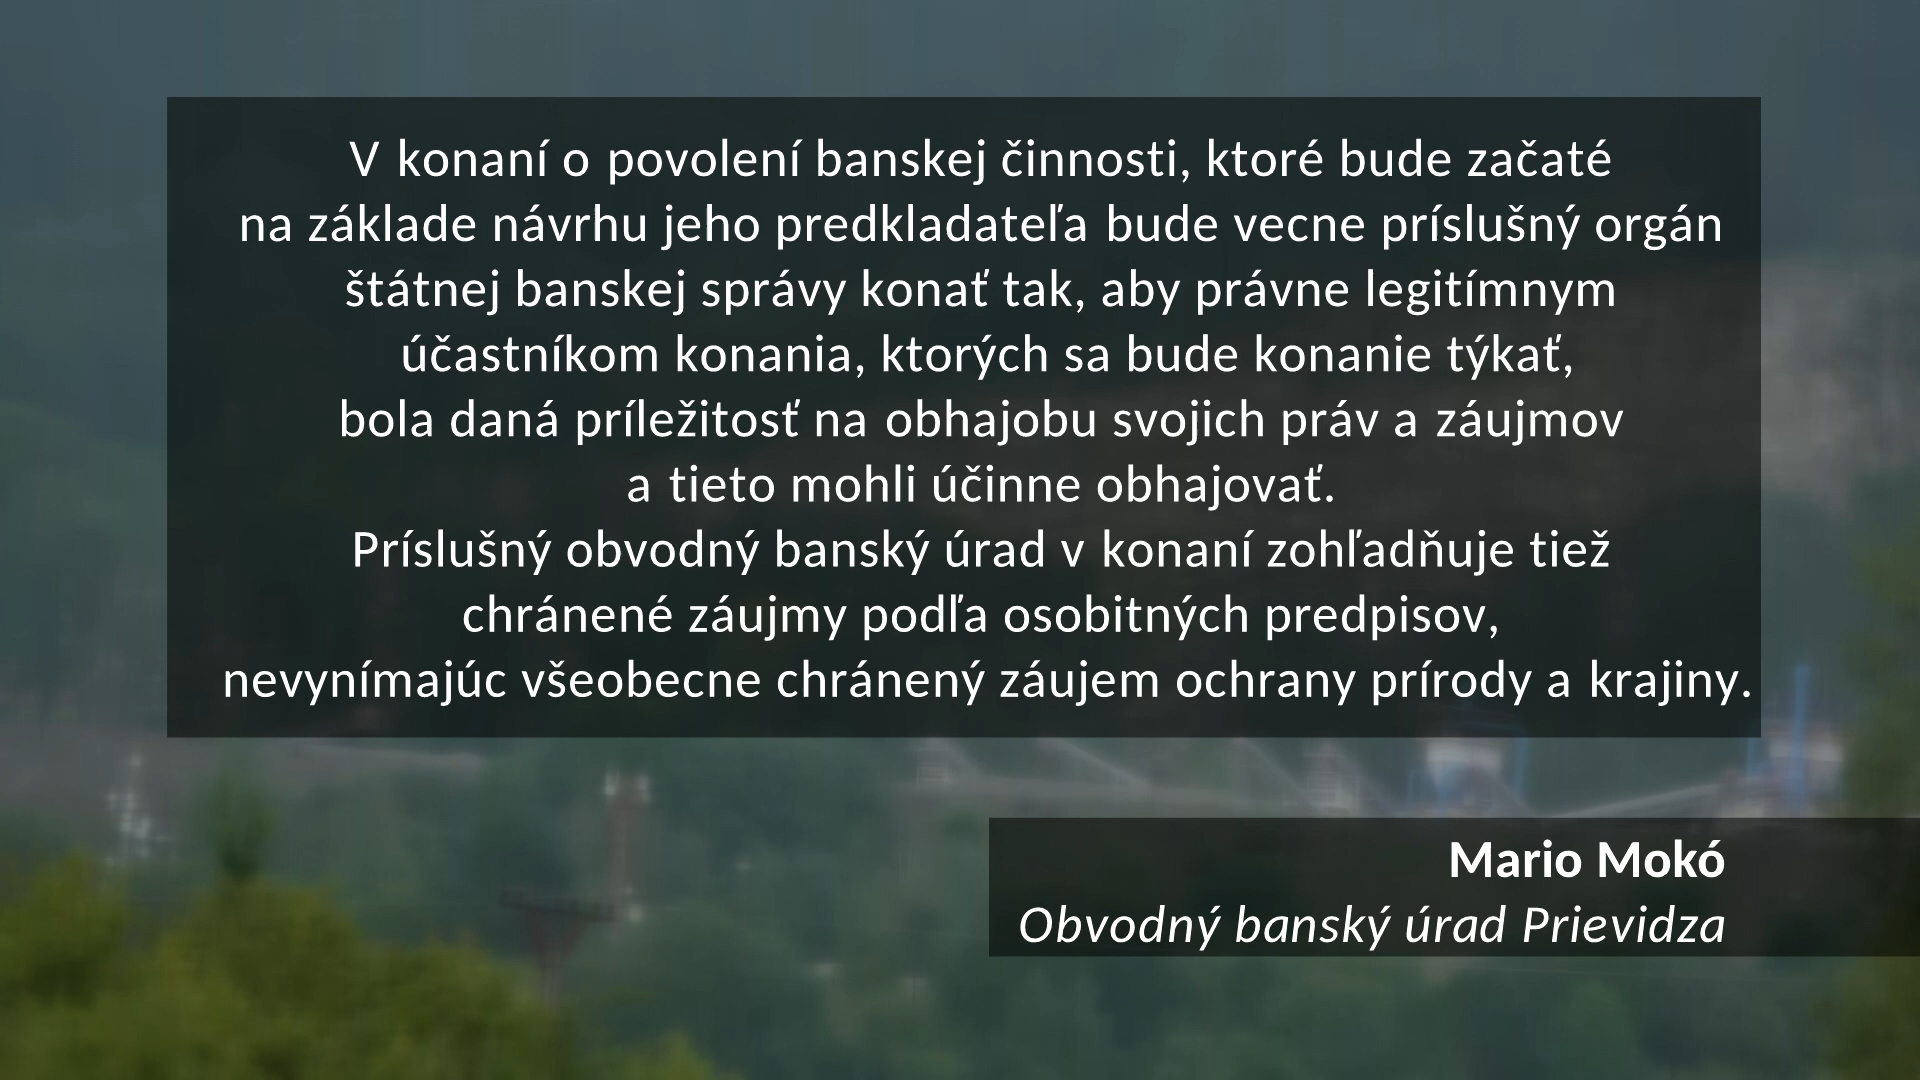 V konaní o povolení banskej činnosti, ktoré bude začaté
na základe návrhu jeho predkladateľa bude vecne príslušný orgán
štátnej banskej správy konať tak, aby právne legitímnym
účastníkom konania, ktorých sa bude konanie týkať,
bola daná príležitosť na obhajobu svojich práv a záujmov
a tieto mohli účinne obhajovať.
Príslušný obvodný banský úrad v konaní zohľadňuje tiež
chránené záujmy podľa osobitných predpisov,
nevynímajúc všeobecne chránený záujem ochrany prírody a krajiny.
Mario Mokó
Obvodný banský úrad Prievidza